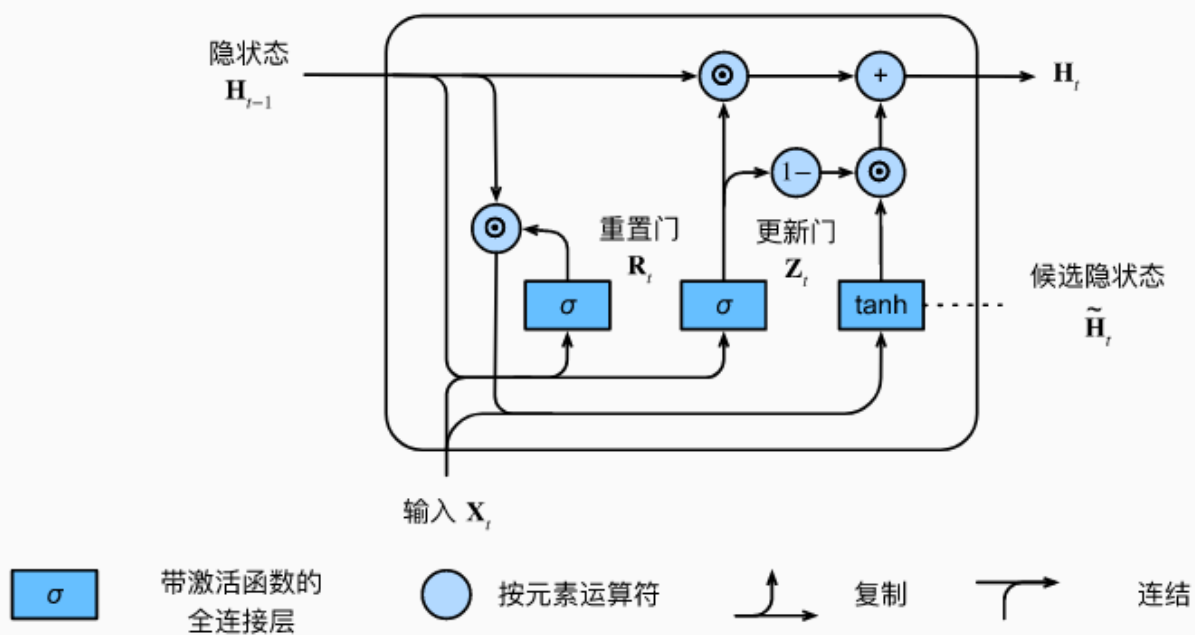 隐状态
H_{t−1}
H_t
+
1−
重置门
R_t
更新门
Z_t
σ
σ
tanh
候选隐状态
H̃_t
输入 X_t
σ
带激活函数的
全连接层
按元素运算符
复制
连结